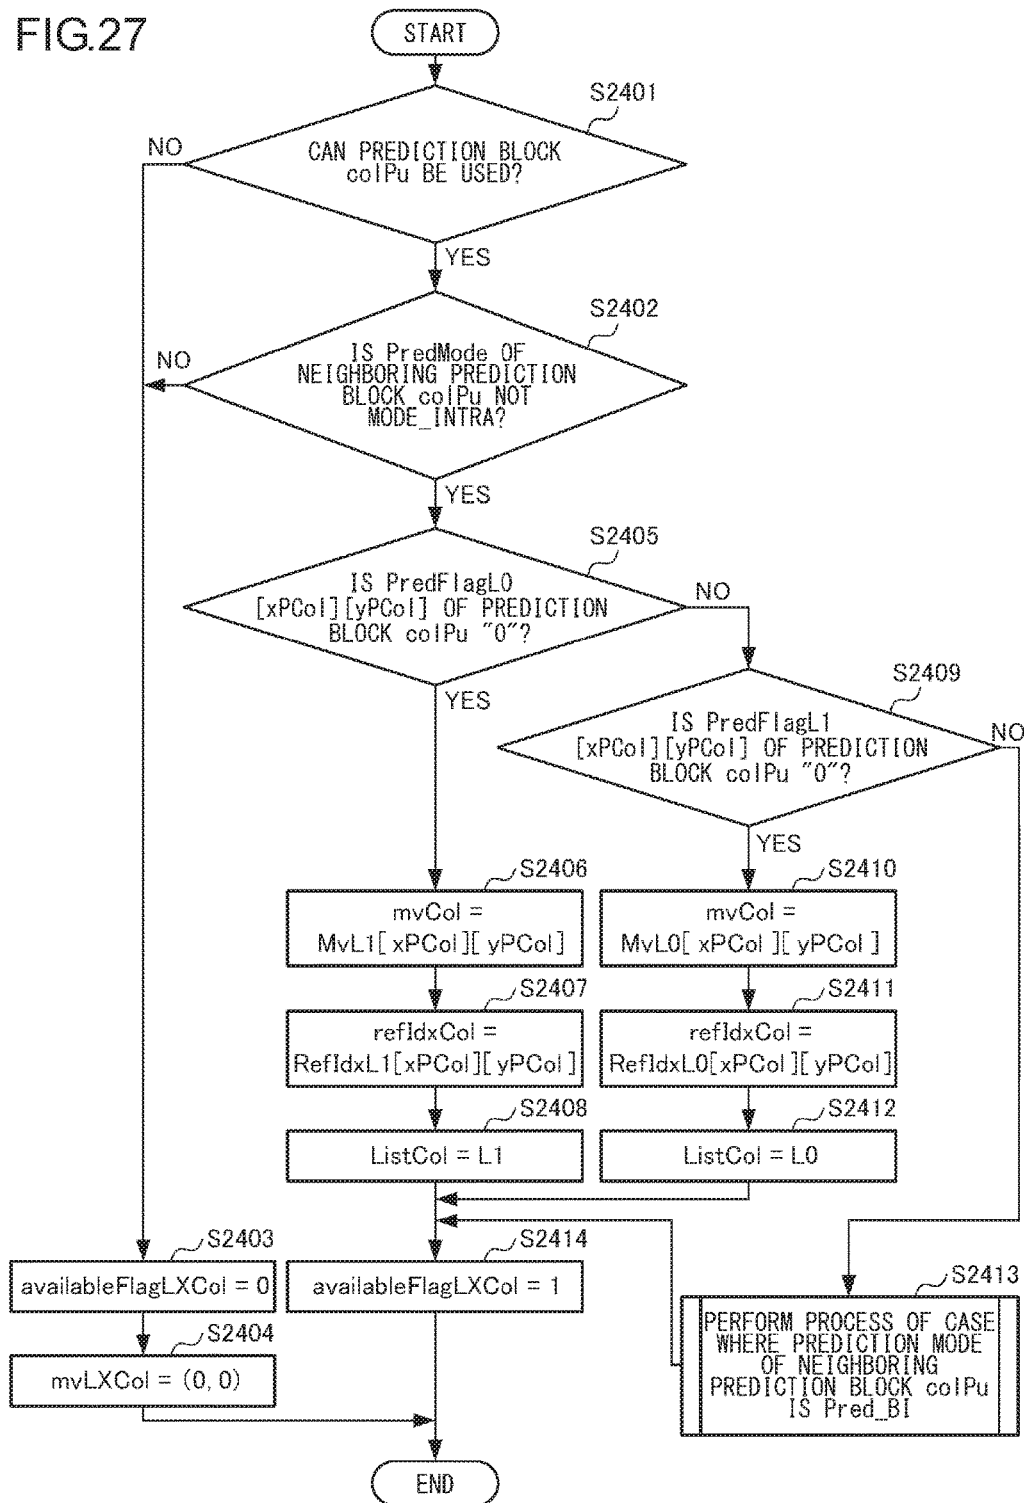 FIG.27
START
S2401
CAN PREDICTION BLOCK
colPu BE USED?
NO
YES
S2402
IS PredMode OF
NEIGHBORING PREDICTION
BLOCK colPu NOT
MODE_INTRA?
NO
YES
S2405
IS PredFlagL0
[xPCol][yPCol] OF PREDICTION
BLOCK colPu "0"?
NO
YES
S2409
IS PredFlagL1
[xPCol][yPCol] OF PREDICTION
BLOCK colPu "0"?
NO
YES
S2406
mvCol =
MvL1[ xPCol][ yPCol]
S2410
mvCol =
MvL0[ xPCol ][ yPCol ]
S2407
refIdxCol =
RefIdxL1[xPCol][ yPCol]
S2411
refIdxCol =
RefIdxL0[xPCol ][ yPCol]
S2408
ListCol = L1
S2412
ListCol = L0
S2403
availableFlagLXCol = 0
S2414
availableFlagLXCol = 1
S2404
mvLXCol = (0, 0)
S2413
PERFORM PROCESS OF CASE
WHERE PREDICTION MODE
OF NEIGHBORING
PREDICTION BLOCK colPu
IS Pred_BI
END